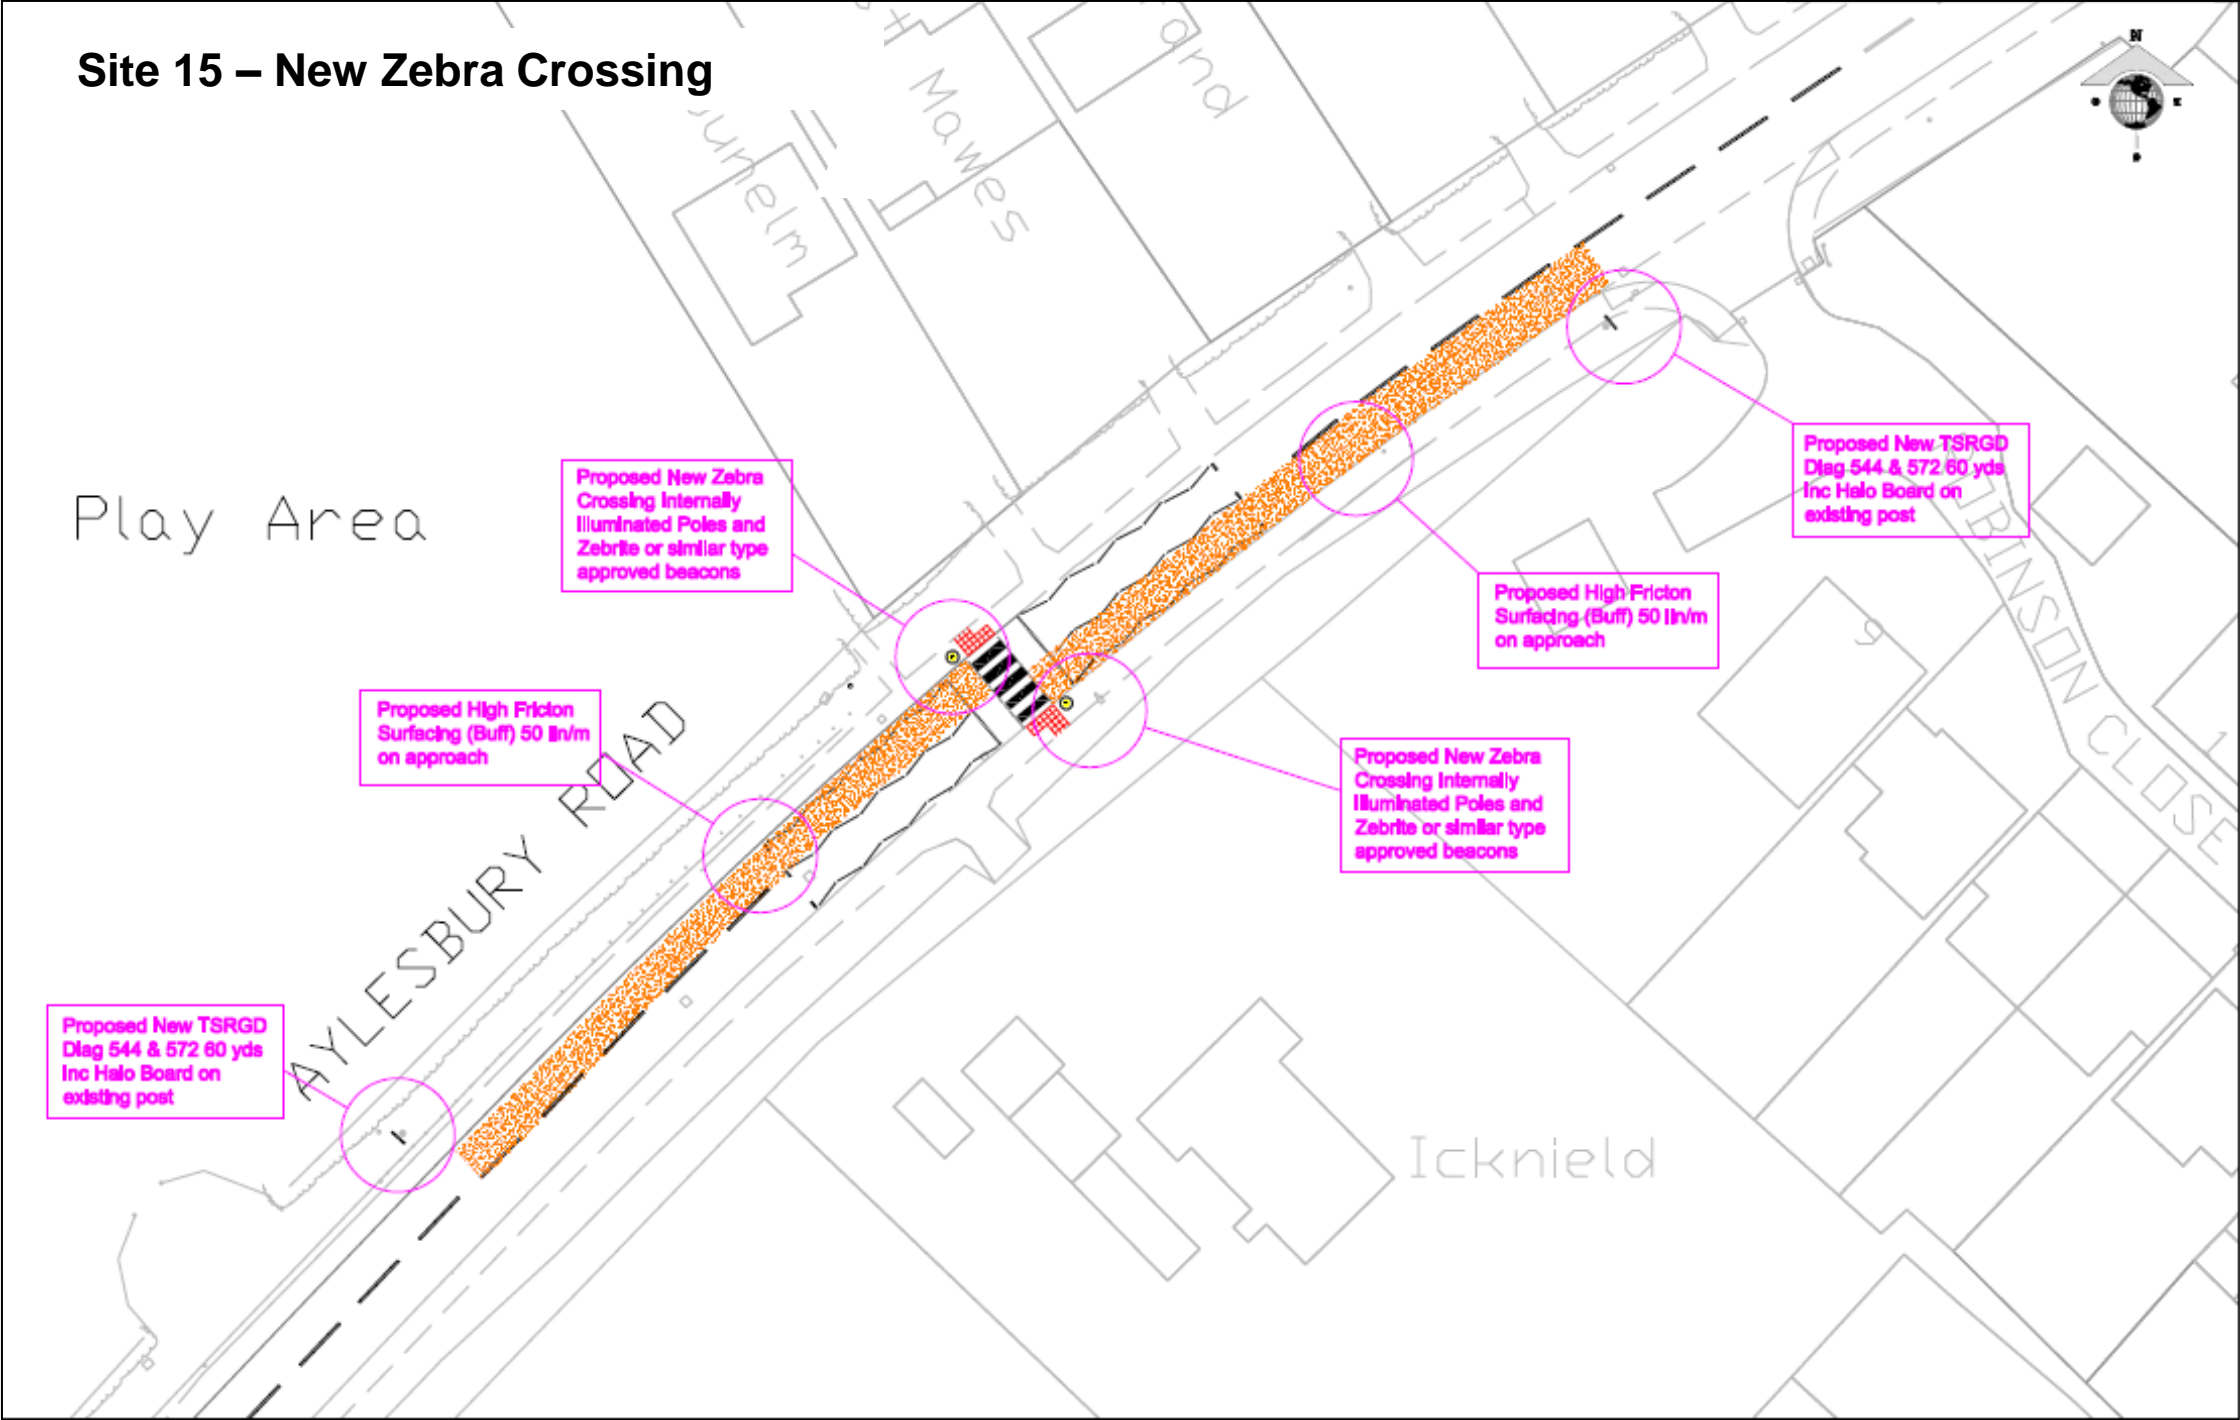 Site 15 – New Zebra Crossing
N
Mawes
Play Area
Proposed New Zebra
Crossing Internally
Illuminated Poles and
Zebrite or similar type
approved beacons
Proposed New TSRGD
Diag 544 & 572 60 yds
Inc Halo Board on
existing post
Proposed High Fricton
Surfacing (Buff) 50 lin/m
on approach
9
Proposed High Fricton
Surfacing (Buff) 50 lin/m
on approach
AYLESBURY ROAD
CLOSE
Proposed New Zebra
Crossing Internally
Illuminated Poles and
Zebrite or similar type
approved beacons
Proposed New TSRGD
Diag 544 & 572 60 yds
Inc Halo Board on
existing post
Icknield